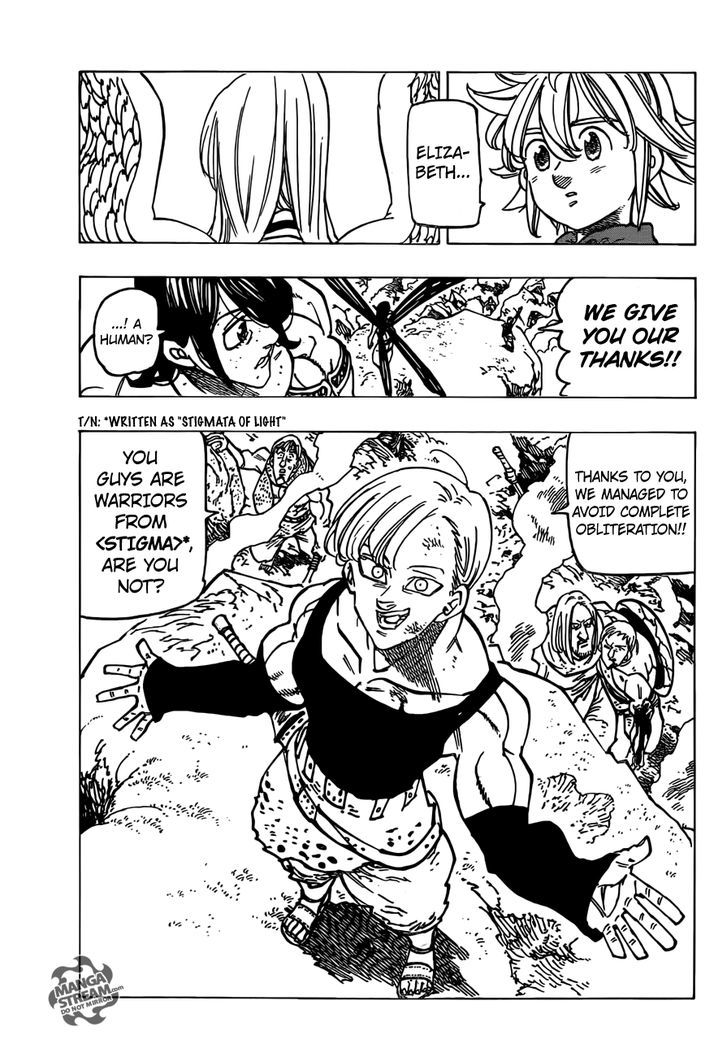 ELIZA-
BETH...
WE GIVE
YOU OUR
THANKS!!
...! A
HUMAN?
T/N: *WRITTEN AS "STIGMATA OF LIGHT"
THANKS TO YOU,
WE MANAGED TO
AVOID COMPLETE
OBLITERATION!!
YOU
GUYS ARE
WARRIORS
FROM
<STIGMA>*,
ARE YOU
NOT?
MANGA
STREAM.com
DO NOT MIRROR